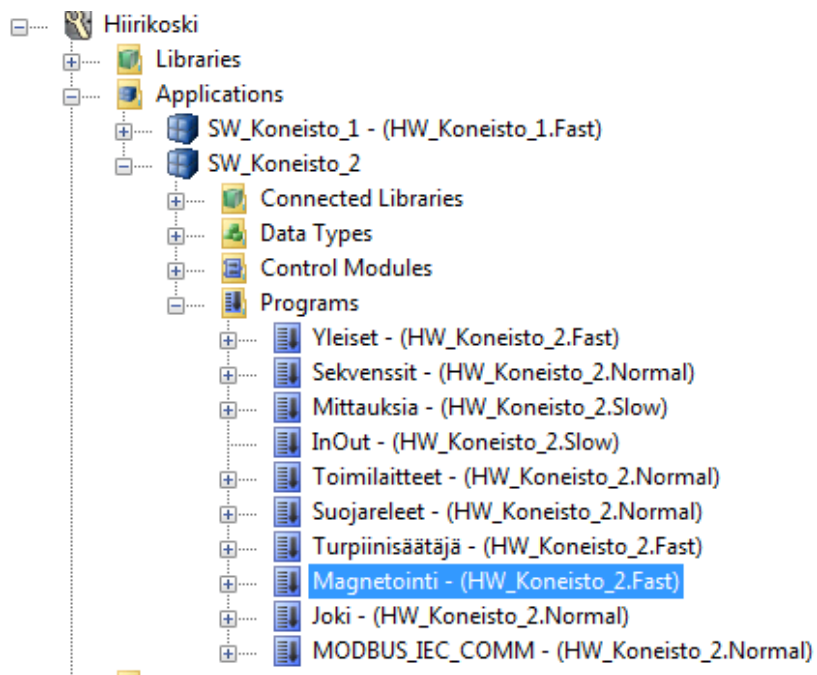 Hiirikoski
Libraries
Applications
SW_Koneisto_1 - (HW_Koneisto_1.Fast)
SW_Koneisto_2
Connected Libraries
Data Types
Control Modules
Programs
Yleiset - (HW_Koneisto_2.Fast)
Sekvenssit - (HW_Koneisto_2.Normal)
Mittauksia - (HW_Koneisto_2.Slow)
InOut - (HW_Koneisto_2.Slow)
Toimilaitteet - (HW_Koneisto_2.Normal)
Suojareleet - (HW_Koneisto_2.Normal)
Turpiinisäätäjä - (HW_Koneisto_2.Fast)
Magnetointi - (HW_Koneisto_2.Fast)
Joki - (HW_Koneisto_2.Normal)
MODBUS_IEC_COMM - (HW_Koneisto_2.Normal)